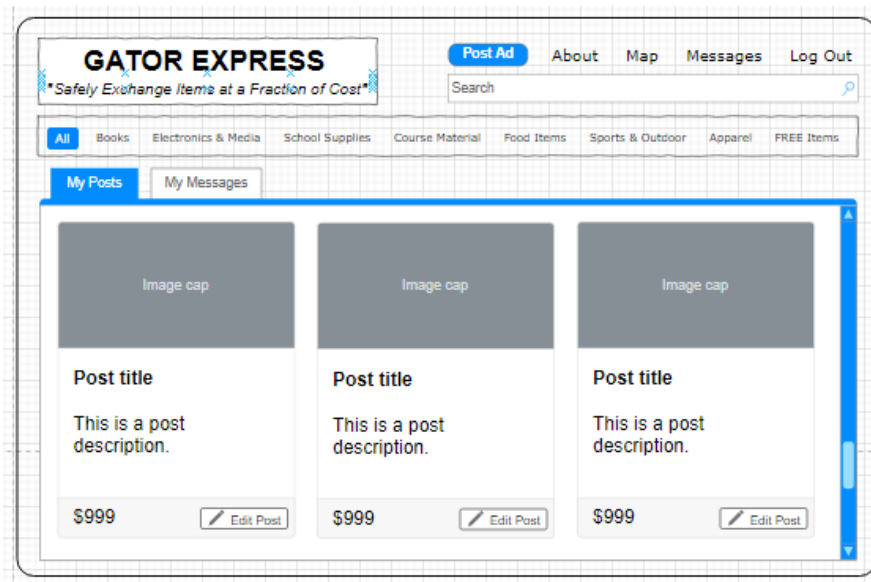 GATOR EXPRESS
"Safely Exchange Items at a Fraction of Cost"
Post Ad About Map Messages Log Out
Search
All Books Electronics & Media School Supplies Course Material Food Items Sports & Outdoor Apparel FREE Items
My Posts My Messages
Image cap Image cap Image cap
Post title Post title Post title
This is a post This is a post This is a post
description. description. description.
$999 Edit Post $999 Edit Post $999 Edit Post